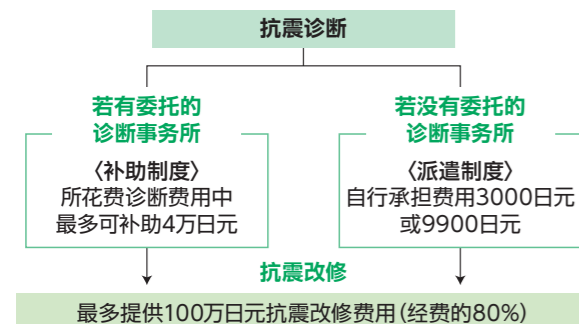 抗震诊断
若有委托的
诊断事务所
〈补助制度〉
所花费诊断费用中
最多可补助4万日元
若没有委托的
诊断事务所
〈派遣制度〉
自行承担费用3000日元
或9900日元
抗震改修
最多提供100万日元抗震改修费用(经费的80%)